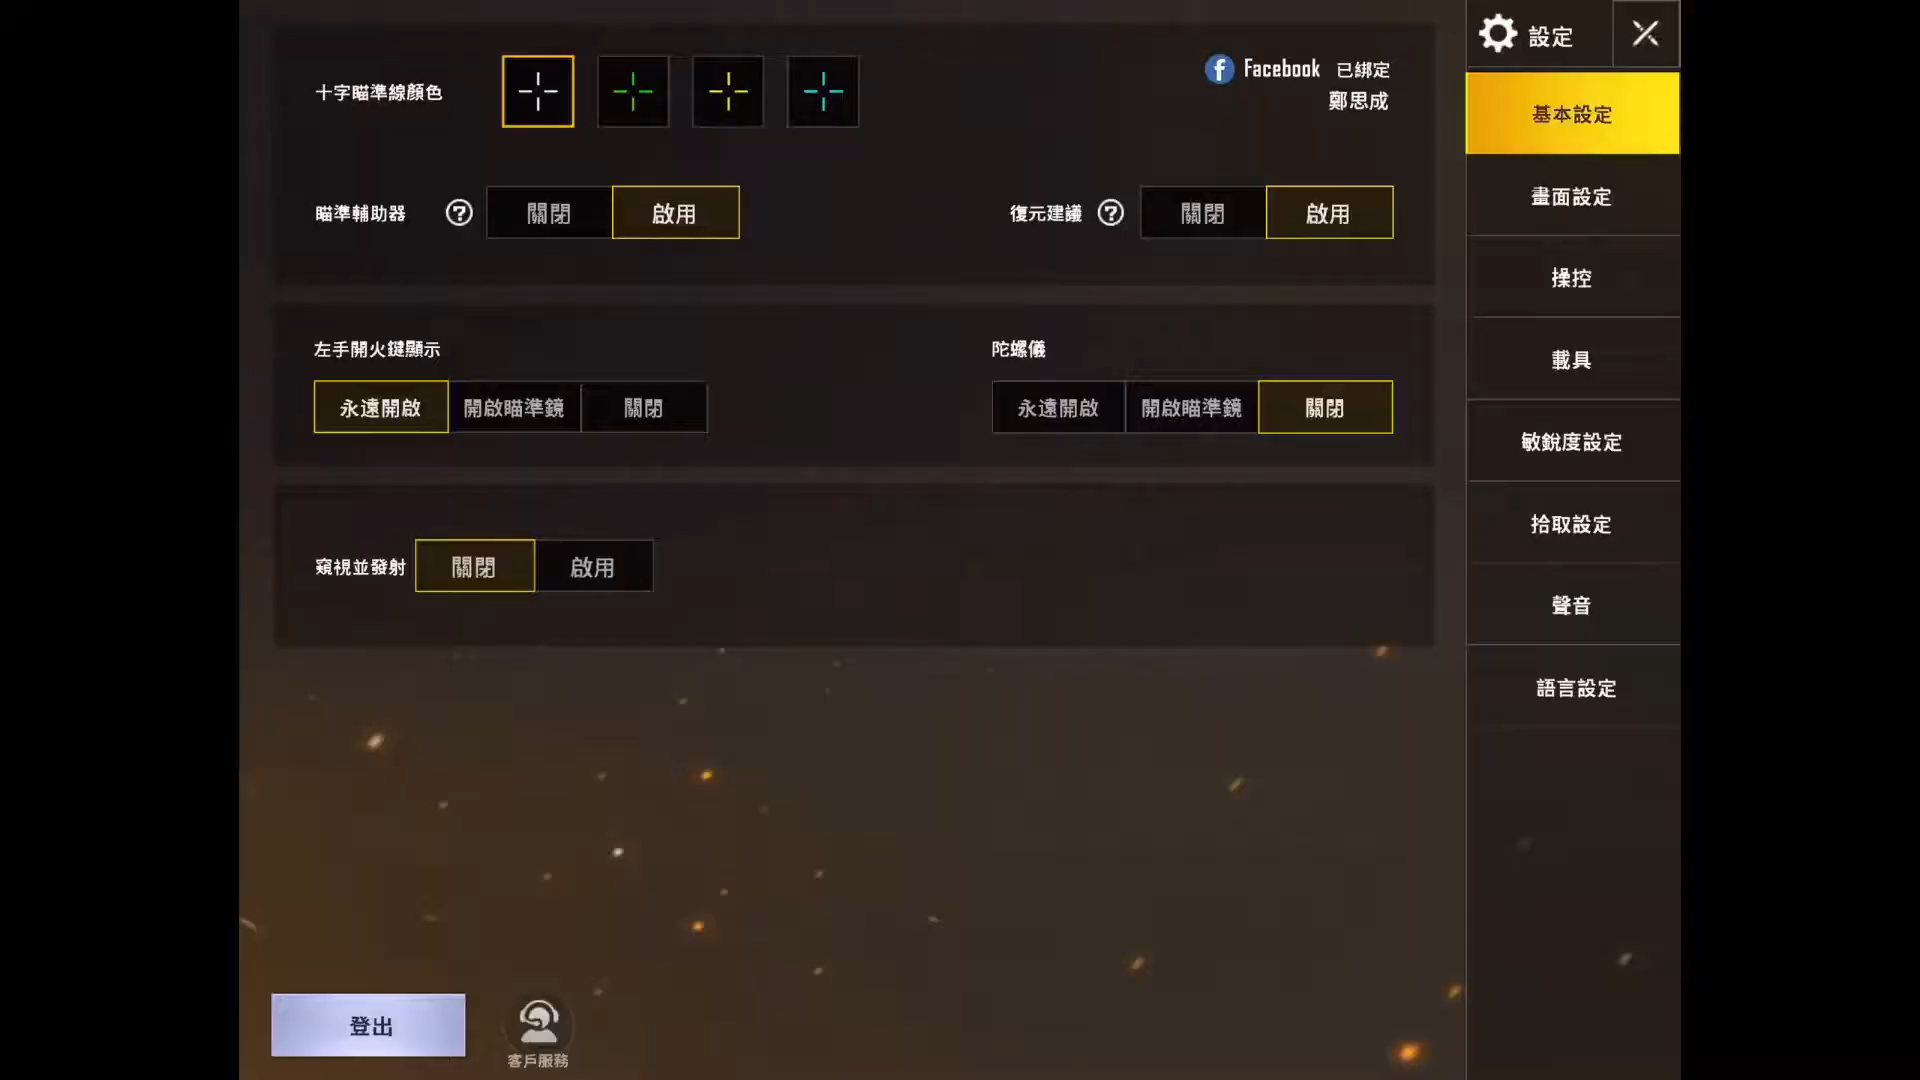 十字瞄準線顏色
Facebook 已綁定
鄭思成
瞄準輔助器 ? 關閉 啟用
復元建議 ? 關閉 啟用
左手開火鍵顯示
永遠開啟 開啟瞄準鏡 關閉
陀螺儀
永遠開啟 開啟瞄準鏡 關閉
窺視並發射 關閉 啟用
登出
客戶服務
設定
基本設定
畫面設定
操控
載具
敏銳度設定
拾取設定
聲音
語言設定